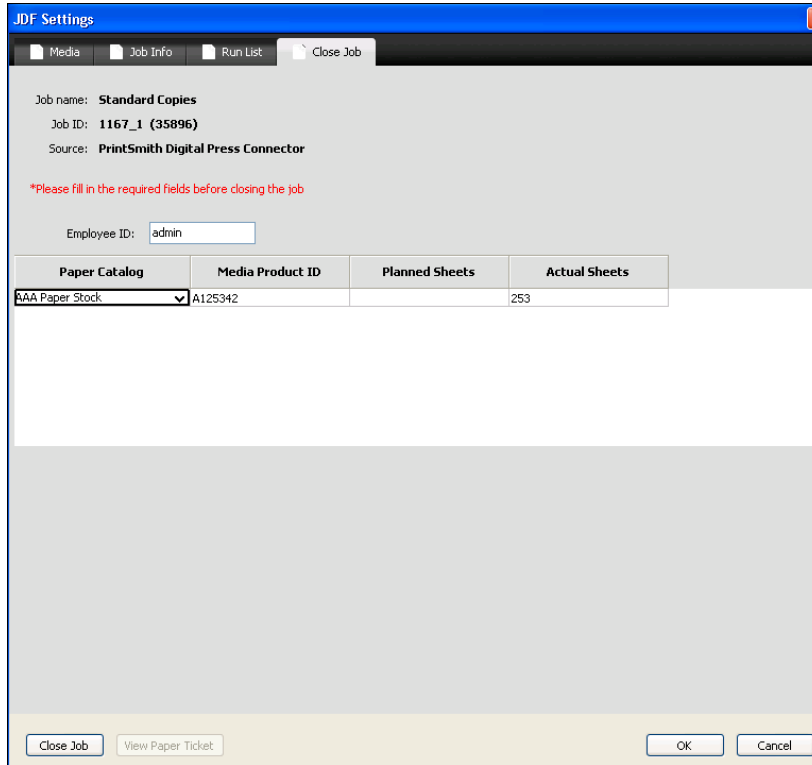 JDF Settings
Media Job Info Run List Close Job
Job name: Standard Copies
Job ID: 1167_1 (35896)
Source: PrintSmith Digital Press Connector
*Please fill in the required fields before closing the job
Employee ID: admin
Paper Catalog Media Product ID Planned Sheets Actual Sheets
AAA Paper Stock A125342 253
Close Job View Paper Ticket OK Cancel